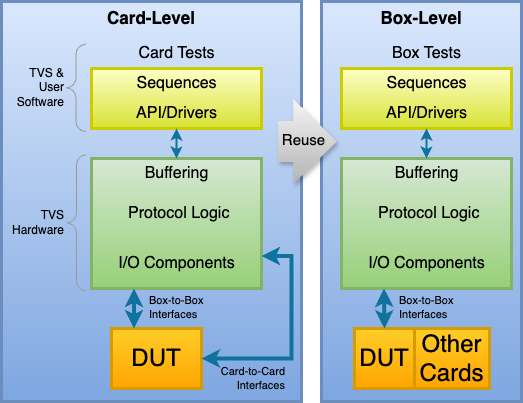 Card-Level
TVS &
User
Software
Card Tests
Sequences
API/Drivers
TVS
Hardware
Buffering
Protocol Logic
I/O Components
Box-to-Box
Interfaces
DUT
Card-to-Card
Interfaces
Reuse
Box-Level
Box Tests
Sequences
API/Drivers
Buffering
Protocol Logic
I/O Components
Box-to-Box
Interfaces
DUT
Other
Cards